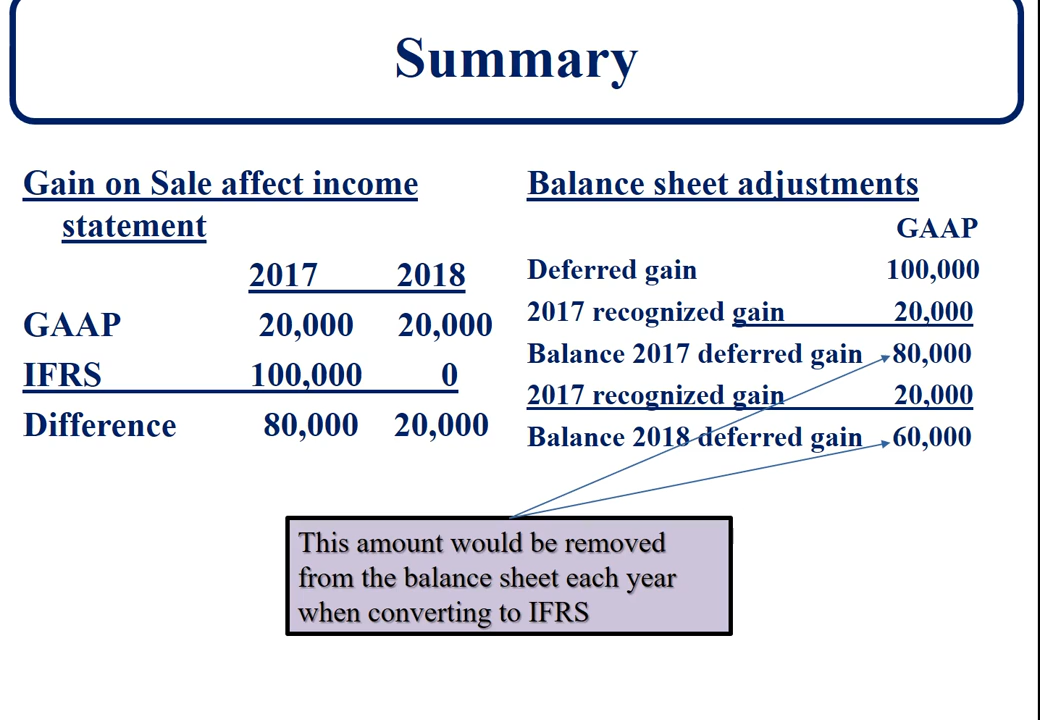 Summary
Gain on Sale affect income
statement
2017 2018
GAAP 20,000 20,000
IFRS 100,000 0
Difference 80,000 20,000
Balance sheet adjustments
GAAP
Deferred gain 100,000
2017 recognized gain 20,000
Balance 2017 deferred gain 80,000
2017 recognized gain 20,000
Balance 2018 deferred gain 60,000
This amount would be removed
from the balance sheet each year
when converting to IFRS